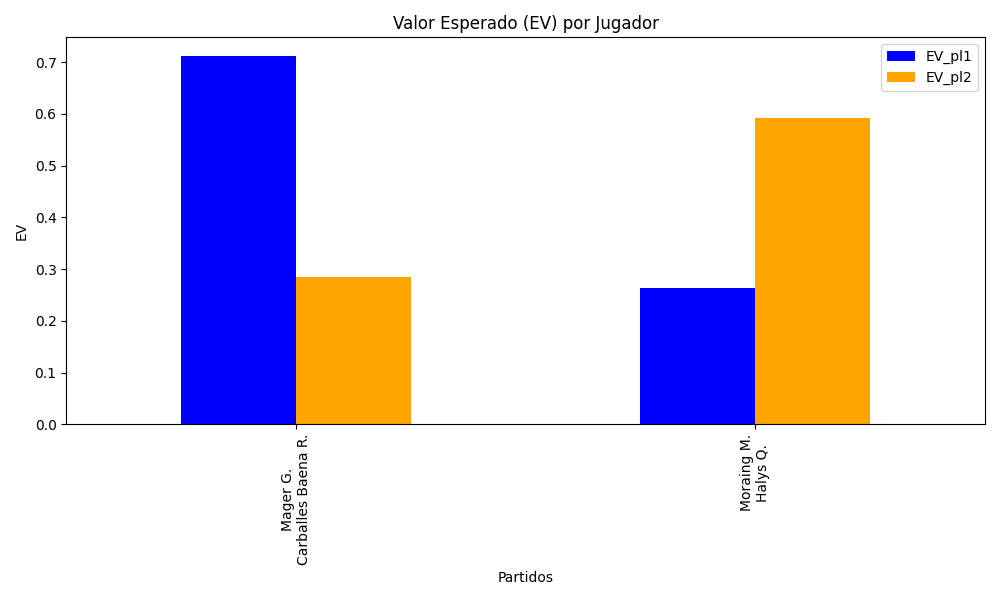 Valor Esperado (EV) por Jugador
EV_pl1
EV_pl2
EV
0.7
0.6
0.5
0.4
0.3
0.2
0.1
0.0
Mager G.
Carballes Baena R.
Moraing M.
Halys Q.
Partidos